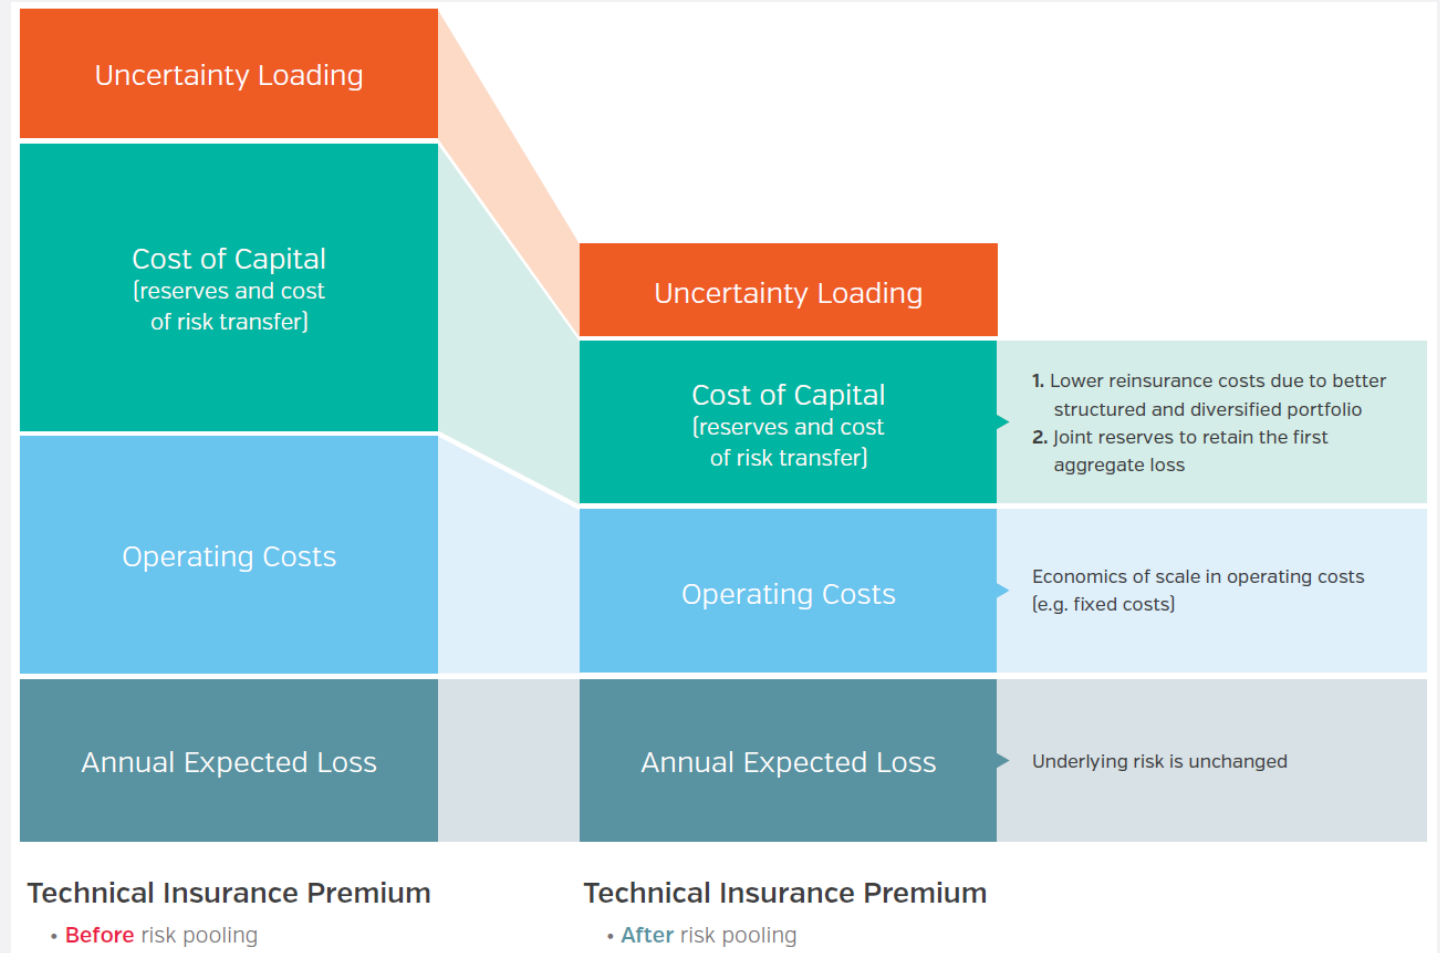 Uncertainty Loading
Cost of Capital
(reserves and cost
of risk transfer)
Operating Costs
Annual Expected Loss
Technical Insurance Premium
• Before risk pooling
Uncertainty Loading
Cost of Capital
(reserves and cost
of risk transfer)
Operating Costs
Annual Expected Loss
Technical Insurance Premium
• After risk pooling
1. Lower reinsurance costs due to better
structured and diversified portfolio
2. Joint reserves to retain the first
aggregate loss
Economics of scale in operating costs
(e.g. fixed costs)
Underlying risk is unchanged